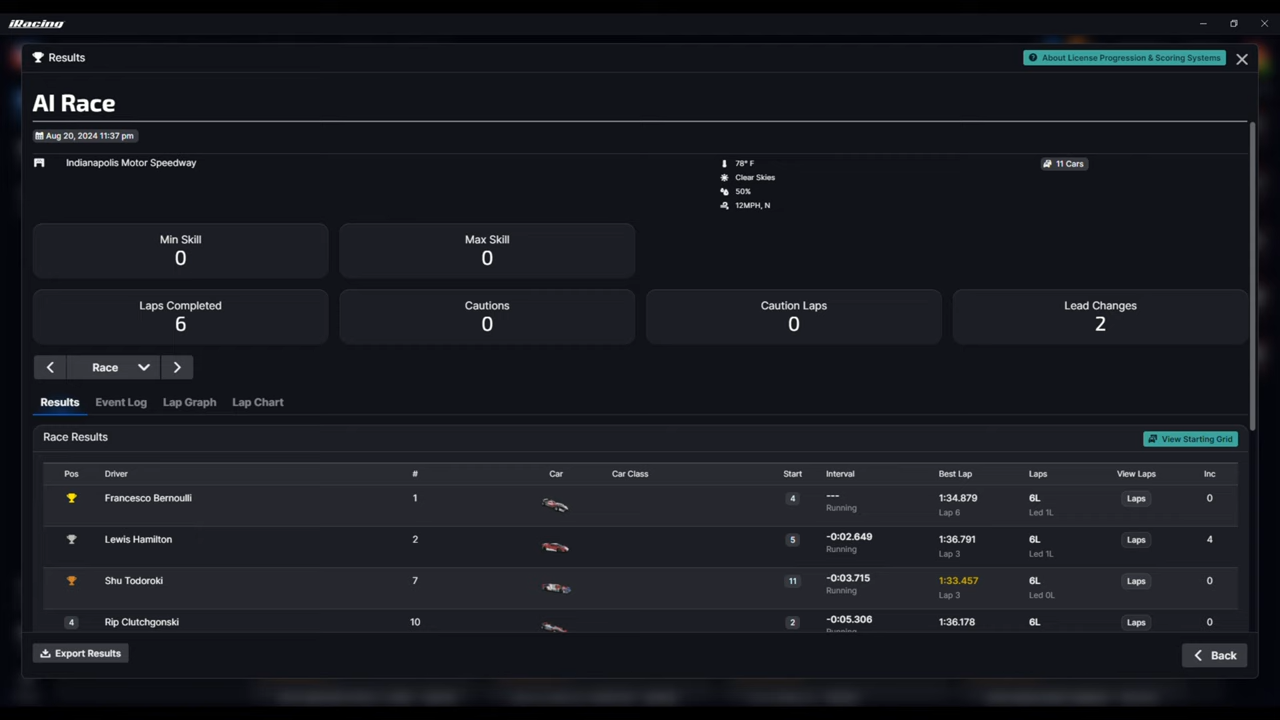 iRacing
Results
About License Progression & Scoring Systems
AI Race
Aug 20, 2024 11:37 pm
Indianapolis Motor Speedway
78° F
11 Cars
Clear Skies
50%
12MPH, N
Min Skill
0
Max Skill
0
Laps Completed
6
Cautions
0
Caution Laps
0
Lead Changes
2
Race
Results Event Log Lap Graph Lap Chart
Race Results
View Starting Grid
Pos Driver # Car Car Class Start Interval Best Lap Laps View Laps Inc
Francesco Bernoulli 1 4 --- 1:34.879 6L Laps 0
Running Lap 6 Led 1L
Lewis Hamilton 2 5 -0:02.649 1:36.791 6L Laps 4
Running Lap 3 Led 1L
Shu Todoroki 7 11 -0:03.715 1:33.457 6L Laps 0
Running Lap 3 Led 0L
4 Rip Clutchgonski 10 2 -0:05.306 1:36.178 6L Laps 0
Running
Export Results
Back